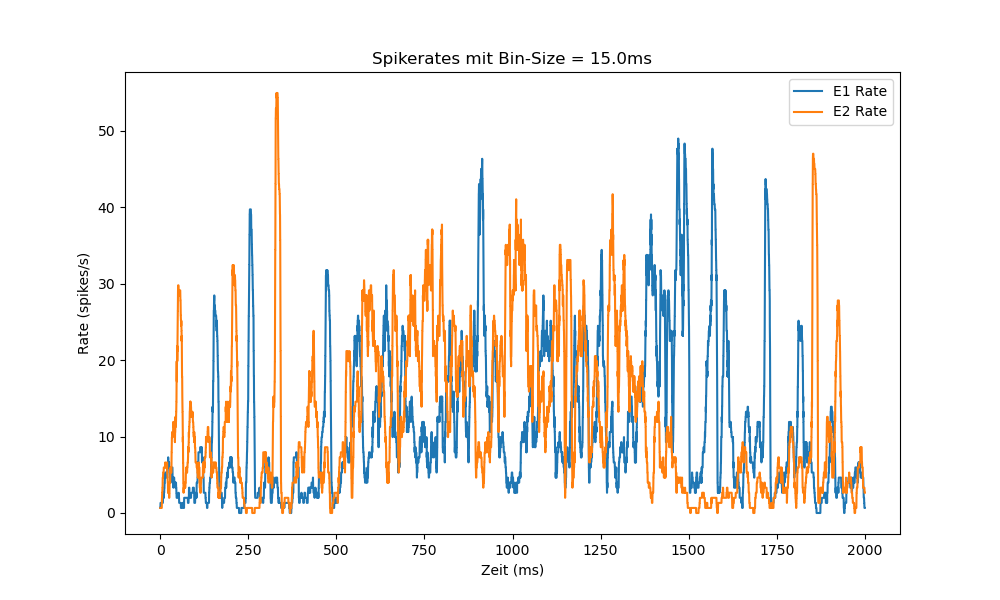 Spikerates mit Bin-Size = 15.0ms
E1 Rate
E2 Rate
50
40
30
20
10
0
Rate (spikes/s)
0 250 500 750 1000 1250 1500 1750 2000
Zeit (ms)